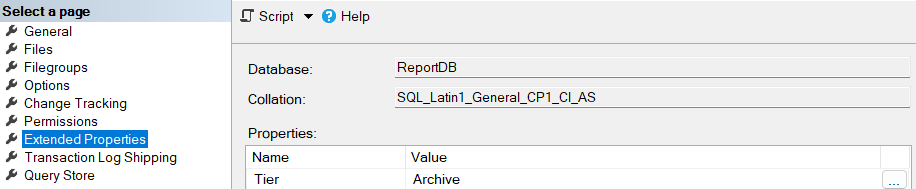 Select a page
General
Files
Filegroups
Options
Change Tracking
Permissions
Extended Properties
Transaction Log Shipping
Query Store
Script Help
Database: ReportDB
Collation: SQL_Latin1_General_CP1_CI_AS
Properties:
Name Value
Tier Archive ...